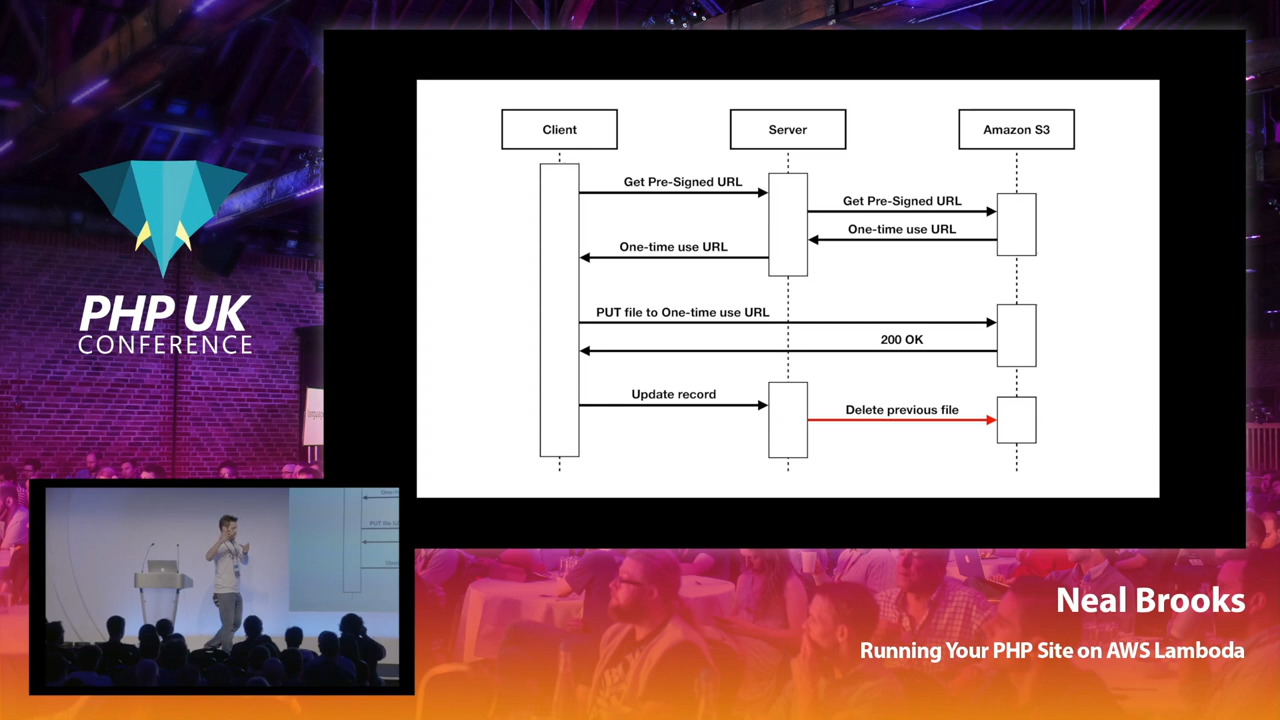 PHP UK
CONFERENCE
Client
Server
Amazon S3
Get Pre-Signed URL
Get Pre-Signed URL
One-time use URL
One-time use URL
PUT file to One-time use URL
200 OK
Update record
Delete previous file
Neal Brooks
Running Your PHP Site on AWS Lamboda